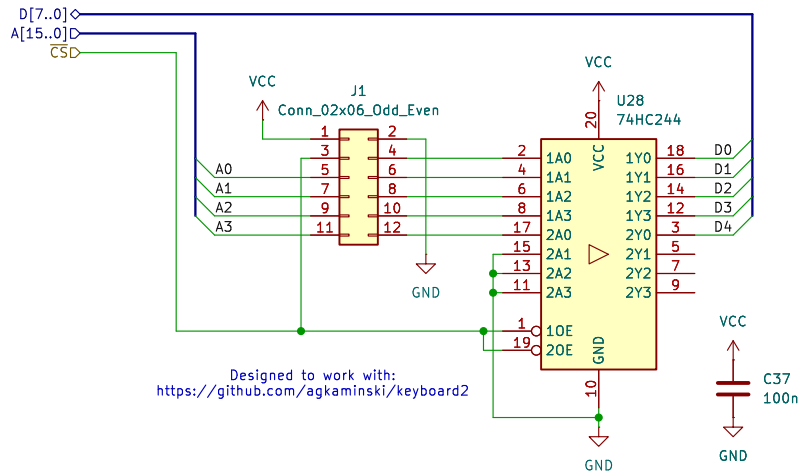 D[7..0]
A[15..0]
CS
VCC
J1
Conn_02x06_Odd_Even
1 2
3 4
5 6
7 8
9 10
11 12
A0
A1
A2
A3
GND
VCC
U28
74HC244
20
VCC
2 1A0 1Y0 18 D0
4 1A1 1Y1 16 D1
6 1A2 1Y2 14 D2
8 1A3 1Y3 12 D3
17 2A0 2Y0 3 D4
15 2A1 2Y1 5
13 2A2 2Y2 7
11 2A3 2Y3 9
1 1OE
19 2OE
GND
10
GND
VCC
C37
100n
GND
Designed to work with:
https://github.com/agkaminski/keyboard2